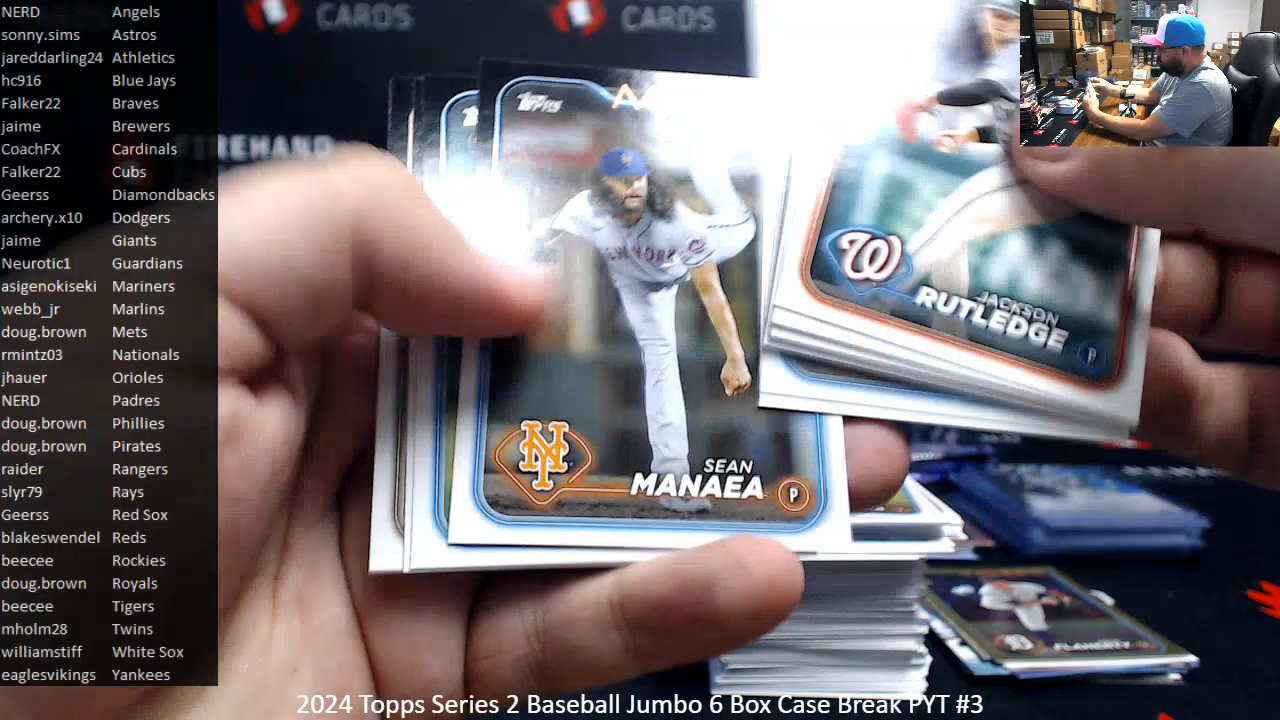 NERD Angels
sonny.sims Astros
jareddarling24 Athletics
hc916 Blue Jays
Falker22 Braves
jaime Brewers
CoachFX Cardinals
Falker22 Cubs
Geerss Diamondbacks
archery.x10 Dodgers
jaime Giants
Neurotic1 Guardians
asigenokiseki Mariners
webb_jr Marlins
doug.brown Mets
rmintz03 Nationals
jhauer Orioles
NERD Padres
doug.brown Phillies
doug.brown Pirates
raider Rangers
slyr79 Rays
Geerss Red Sox
blakeswendel Reds
beecee Rockies
doug.brown Royals
beecee Tigers
mholm28 Twins
williamstiff White Sox
eaglesvikings Yankees
CARDS
CARDS
FIREHAND
Topps
NEW YORK
NY
SEAN
MANAEA P
W
JACKSON
RUTLEDGE P
FLAHERTY
2024 Topps Series 2 Baseball Jumbo 6 Box Case Break PYT #3